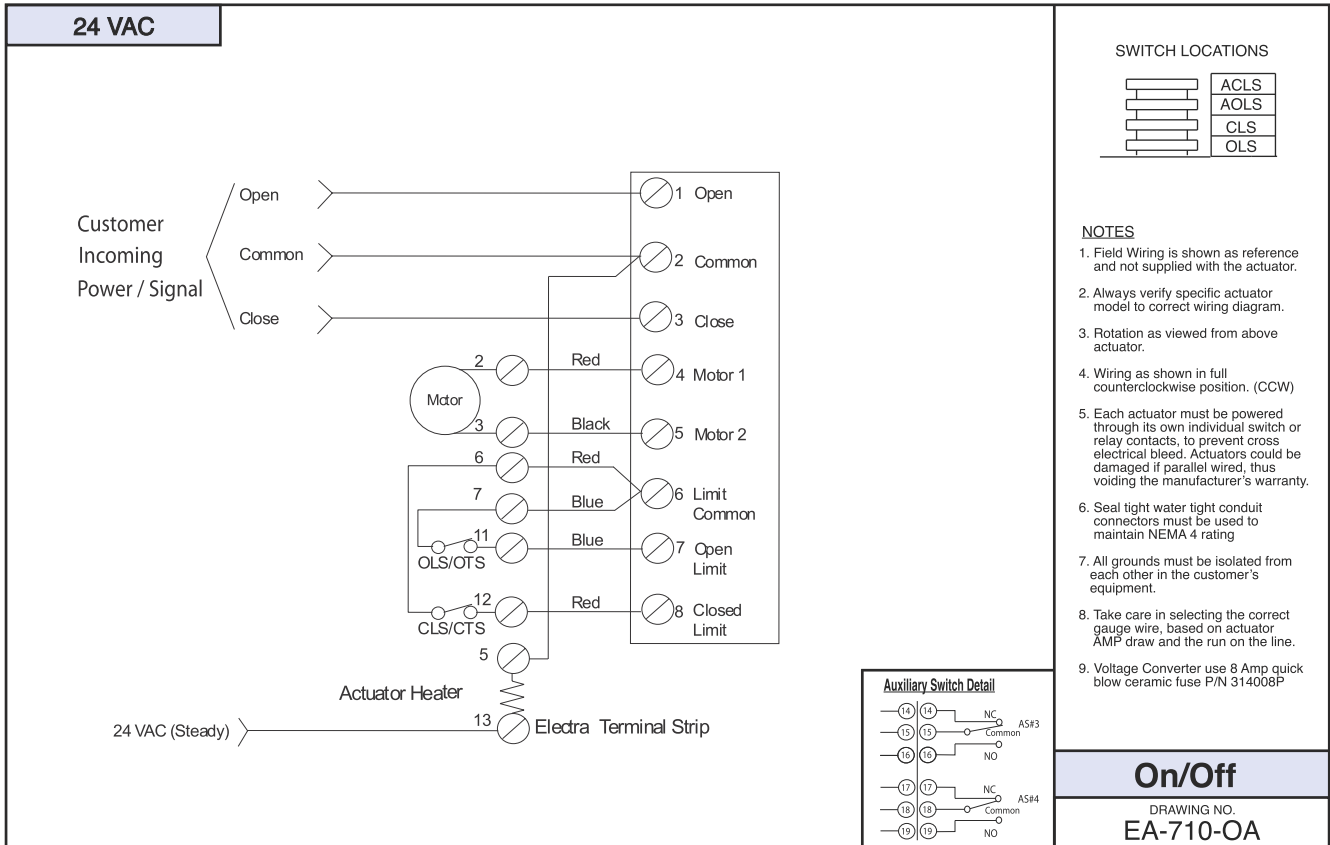 24 VAC
Customer
Incoming
Power / Signal
Open
Common
Close
1 Open
2 Common
3 Close
Motor
2
Red
4 Motor 1
3
Black
5 Motor 2
6
Red
7
Blue
6 Limit
Common
11
OLS/OTS
Blue
7 Open
Limit
12
CLS/CTS
Red
8 Closed
Limit
5
Actuator Heater
24 VAC (Steady)
13
Electra Terminal Strip
SWITCH LOCATIONS
ACLS
AOLS
CLS
OLS
NOTES
1. Field Wiring is shown as reference
and not supplied with the actuator.
2. Always verify specific actuator
model to correct wiring diagram.
3. Rotation as viewed from above
actuator.
4. Wiring as shown in full
counterclockwise position. (CCW)
5. Each actuator must be powered
through its own individual switch or
relay contacts, to prevent cross
electrical bleed. Actuators could be
damaged if parallel wired, thus
voiding the manufacturer's warranty.
6. Seal tight water tight conduit
connectors must be used to
maintain NEMA 4 rating
7. All grounds must be isolated from
each other in the customer's
equipment.
8. Take care in selecting the correct
gauge wire, based on actuator
AMP draw and the run on the line.
9. Voltage Converter use 8 Amp quick
blow ceramic fuse P/N 314008P
Auxiliary Switch Detail
14 14 NC
AS#3
15 15 Common
16 16 NO
17 17 NC
AS#4
18 18 Common
19 19 NO
On/Off
DRAWING NO.
EA-710-OA